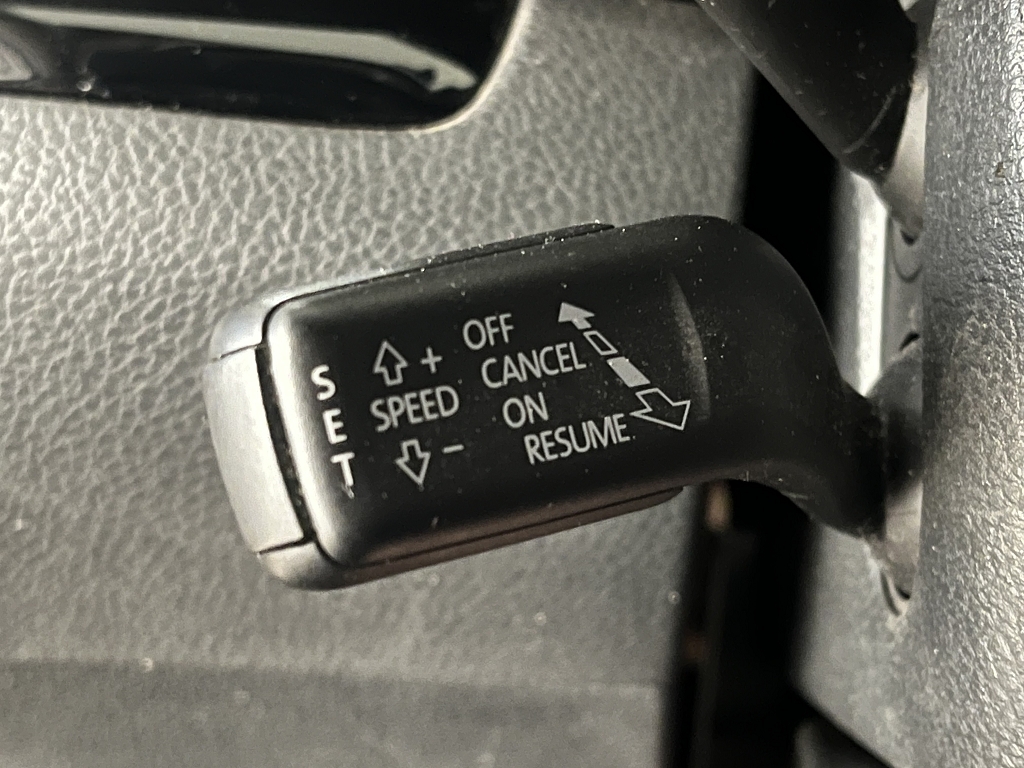 SET
+
SPEED
−
OFF
CANCEL
ON
RESUME